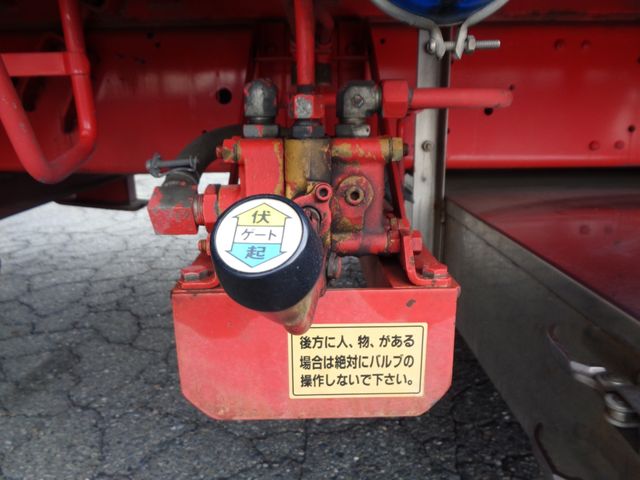 伏
ゲート
起
後方に人、物、がある
場合は絶対にバルブの
操作しないで下さい。